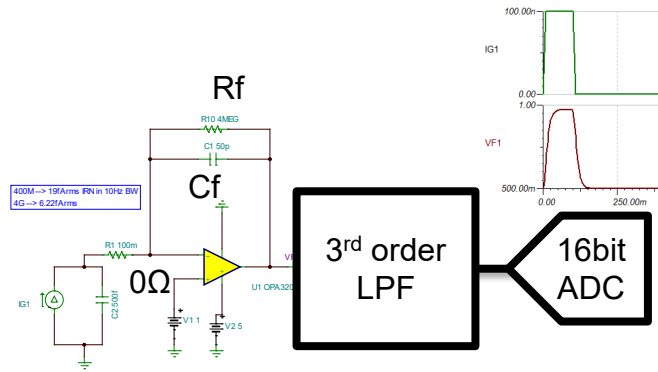 100.00n
IG1
1.00
1.00
VF1
500.00m
0.00
250.00m
Rf
R10 4MEG
C1 50p
Cf
400M --> 19fArms IRN in 10Hz BW
4G --> 6.22fArms
R1 100m
0Ω
IG1
C2 500f
VF
U1 OPA320
V1 1
V2 5
3rd order
LPF
16bit
ADC